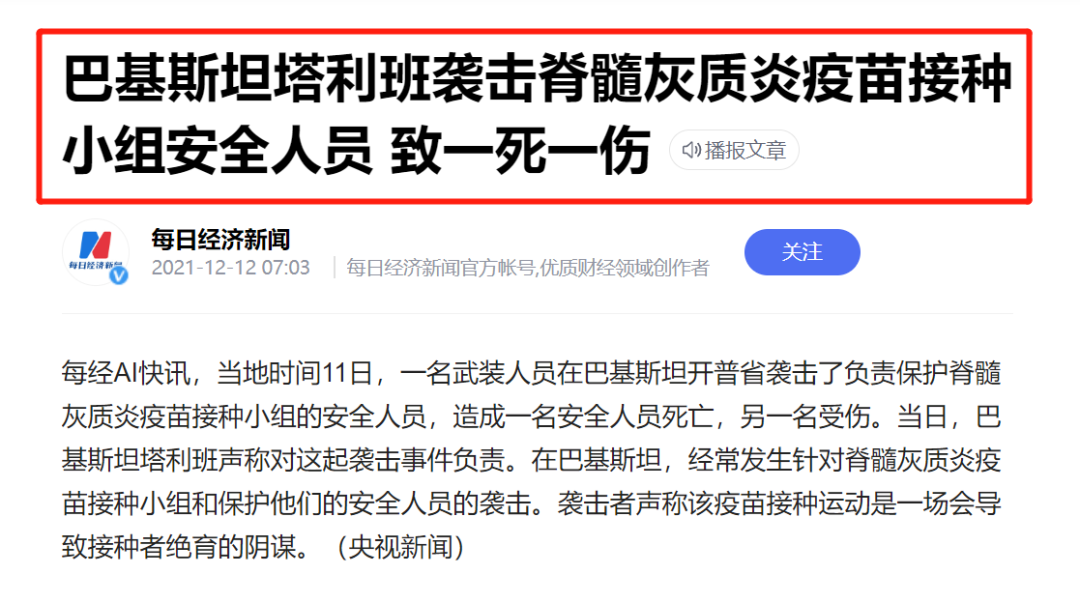 巴基斯坦塔利班袭击脊髓灰质炎疫苗接种
小组安全人员 致一死一伤 播报文章
每日经济新闻
每日经济新闻
2021-12-12 07:03 每日经济新闻官方帐号,优质财经领域创作者
关注
每经AI快讯，当地时间11日，一名武装人员在巴基斯坦开普省袭击了负责保护脊髓
灰质炎疫苗接种小组的安全人员，造成一名安全人员死亡，另一名受伤。当日，巴
基斯坦塔利班声称对这起袭击事件负责。在巴基斯坦，经常发生针对脊髓灰质炎疫
苗接种小组和保护他们的安全人员的袭击。袭击者声称该疫苗接种运动是一场会导
致接种者绝育的阴谋。（央视新闻）